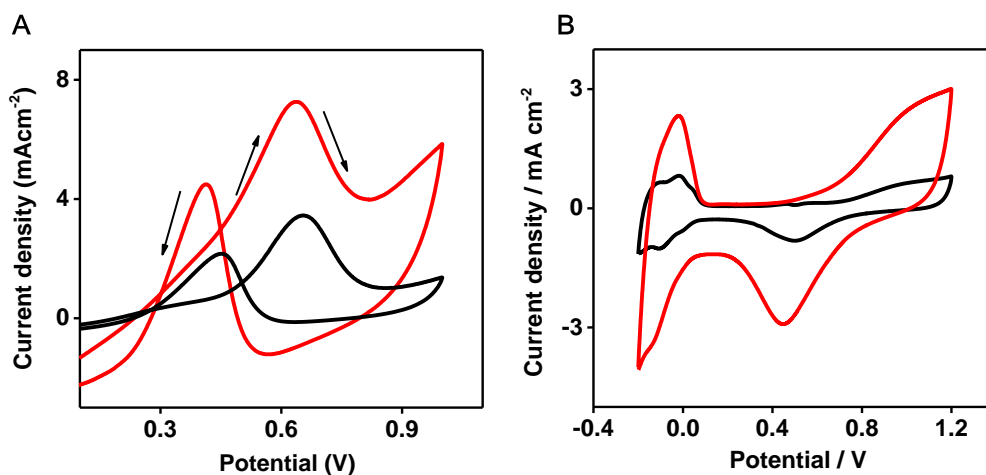 A
Current density (mAcm⁻²)
8
4
0
0.3 0.6 0.9
Potential (V)
B
Current density / mA cm⁻²
3
0
-3
-0.4 0.0 0.4 0.8 1.2
Potential / V